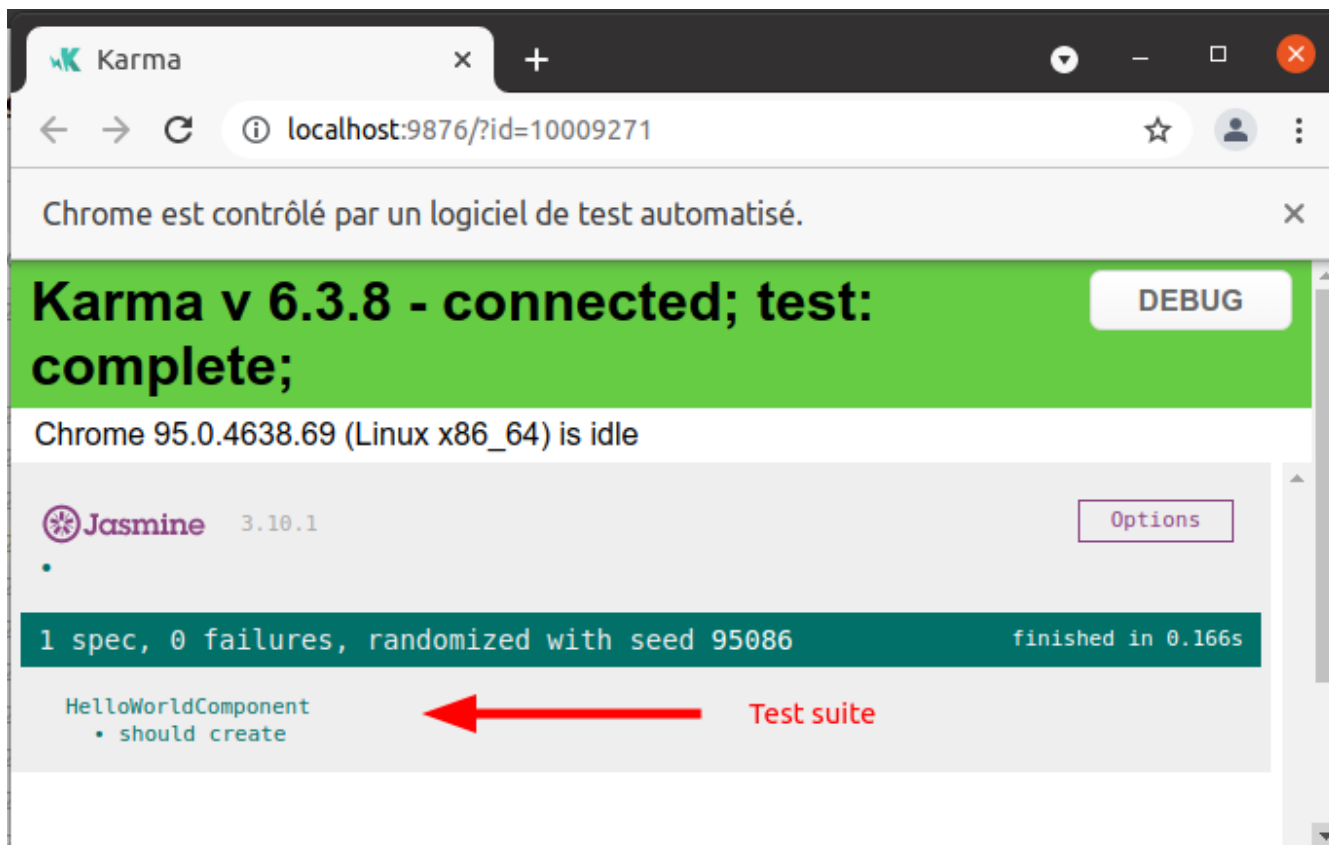 Karma
localhost:9876/?id=10009271
Chrome est contrôlé par un logiciel de test automatisé.
Karma v 6.3.8 - connected; test:
complete;
DEBUG
Chrome 95.0.4638.69 (Linux x86_64) is idle
Jasmine 3.10.1
Options
•
1 spec, 0 failures, randomized with seed 95086 finished in 0.166s
HelloWorldComponent
• should create
Test suite